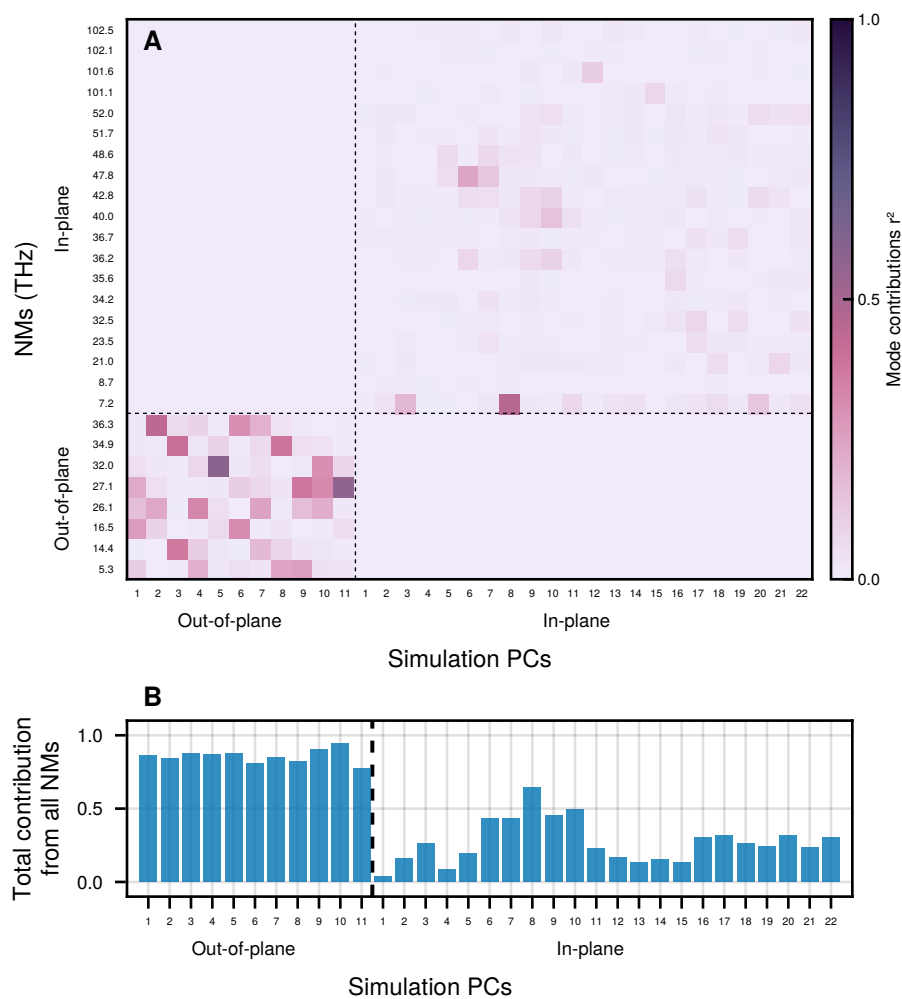 A
NMs (THz)
In-plane
Out-of-plane
102.5
102.1
101.6
101.1
52.0
51.7
48.6
47.8
42.8
40.0
36.7
36.2
35.6
34.2
32.5
23.5
21.0
8.7
7.2
36.3
34.9
32.0
27.1
26.1
16.5
14.4
5.3
1 2 3 4 5 6 7 8 9 10 11 1 2 3 4 5 6 7 8 9 10 11 12 13 14 15 16 17 18 19 20 21 22
Out-of-plane In-plane
Simulation PCs
1.0
0.5
0.0
Mode contributions r²
B
Total contribution
from all NMs
1.0
0.5
0.0
1 2 3 4 5 6 7 8 9 10 11 1 2 3 4 5 6 7 8 9 10 11 12 13 14 15 16 17 18 19 20 21 22
Out-of-plane In-plane
Simulation PCs